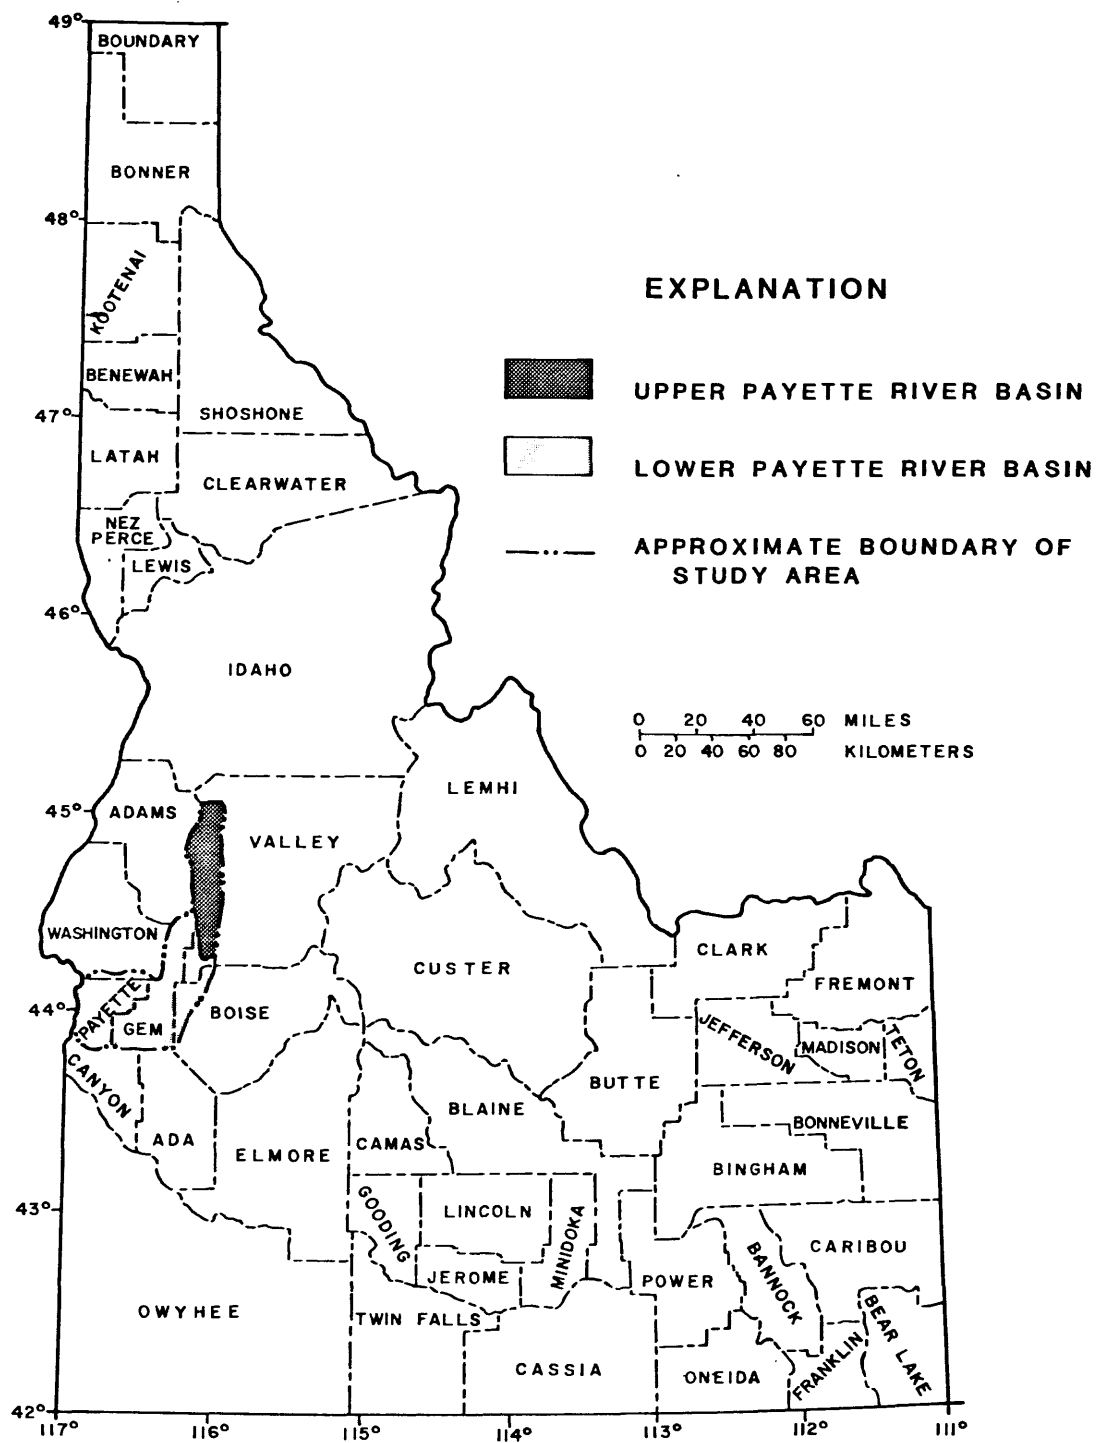 49°
BOUNDARY
BONNER
48°
KOOTENAI
EXPLANATION
BENEWAH
UPPER PAYETTE RIVER BASIN
47°
SHOSHONE
LATAH
LOWER PAYETTE RIVER BASIN
CLEARWATER
NEZ
PERCE
APPROXIMATE BOUNDARY OF
STUDY AREA
LEWIS
46°
IDAHO
0 20 40 60 MILES
0 20 40 60 80 KILOMETERS
LEMHI
45°
ADAMS
VALLEY
WASHINGTON
CLARK
CUSTER
FREMONT
44°
PAYETTE
GEM
BOISE
JEFFERSON
MADISON
TETON
CANYON
BUTTE
BLAINE
BONNEVILLE
ADA
CAMAS
ELMORE
BINGHAM
43°
GOODING
LINCOLN
MINIDOKA
CARIBOU
BANNOCK
JEROME
POWER
OWYHEE
TWIN FALLS
BEAR LAKE
CASSIA
ONEIDA
FRANKLIN
42°
117° 116° 115° 114° 113° 112° 111°